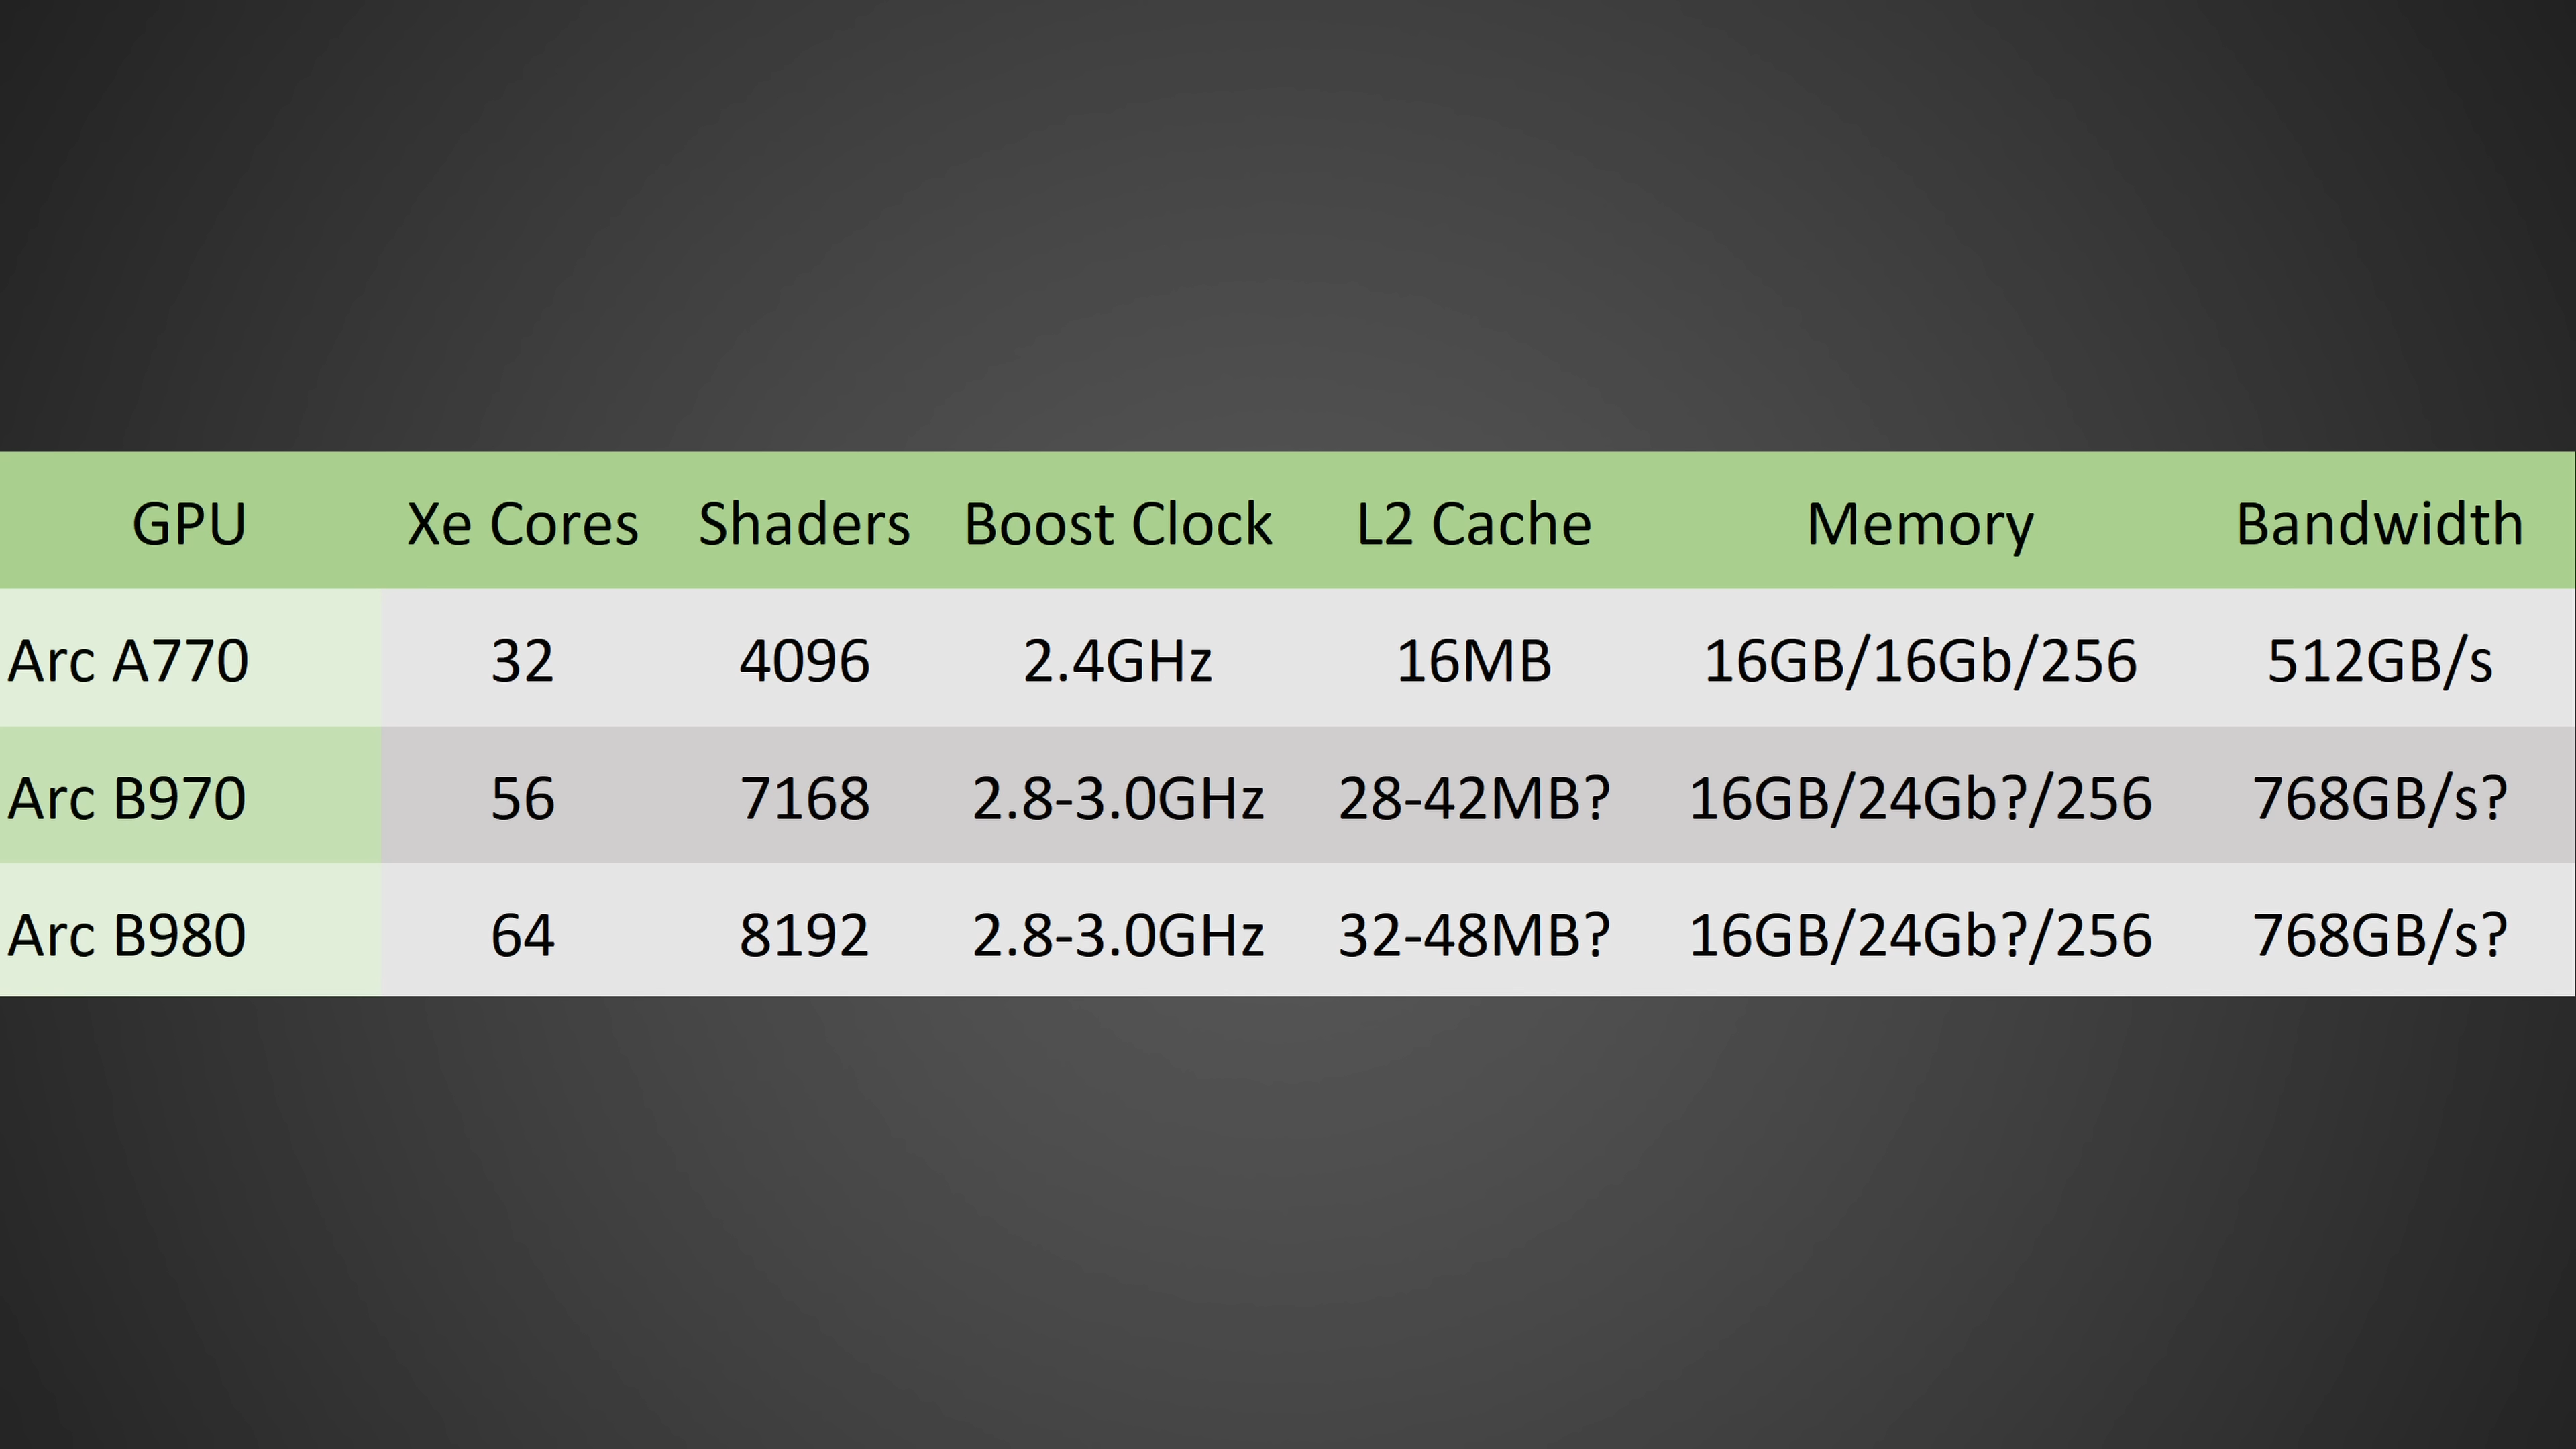 GPU Xe Cores Shaders Boost Clock L2 Cache Memory Bandwidth
Arc A770 32 4096 2.4GHz 16MB 16GB/16Gb/256 512GB/s
Arc B970 56 7168 2.8-3.0GHz 28-42MB? 16GB/24Gb?/256 768GB/s?
Arc B980 64 8192 2.8-3.0GHz 32-48MB? 16GB/24Gb?/256 768GB/s?